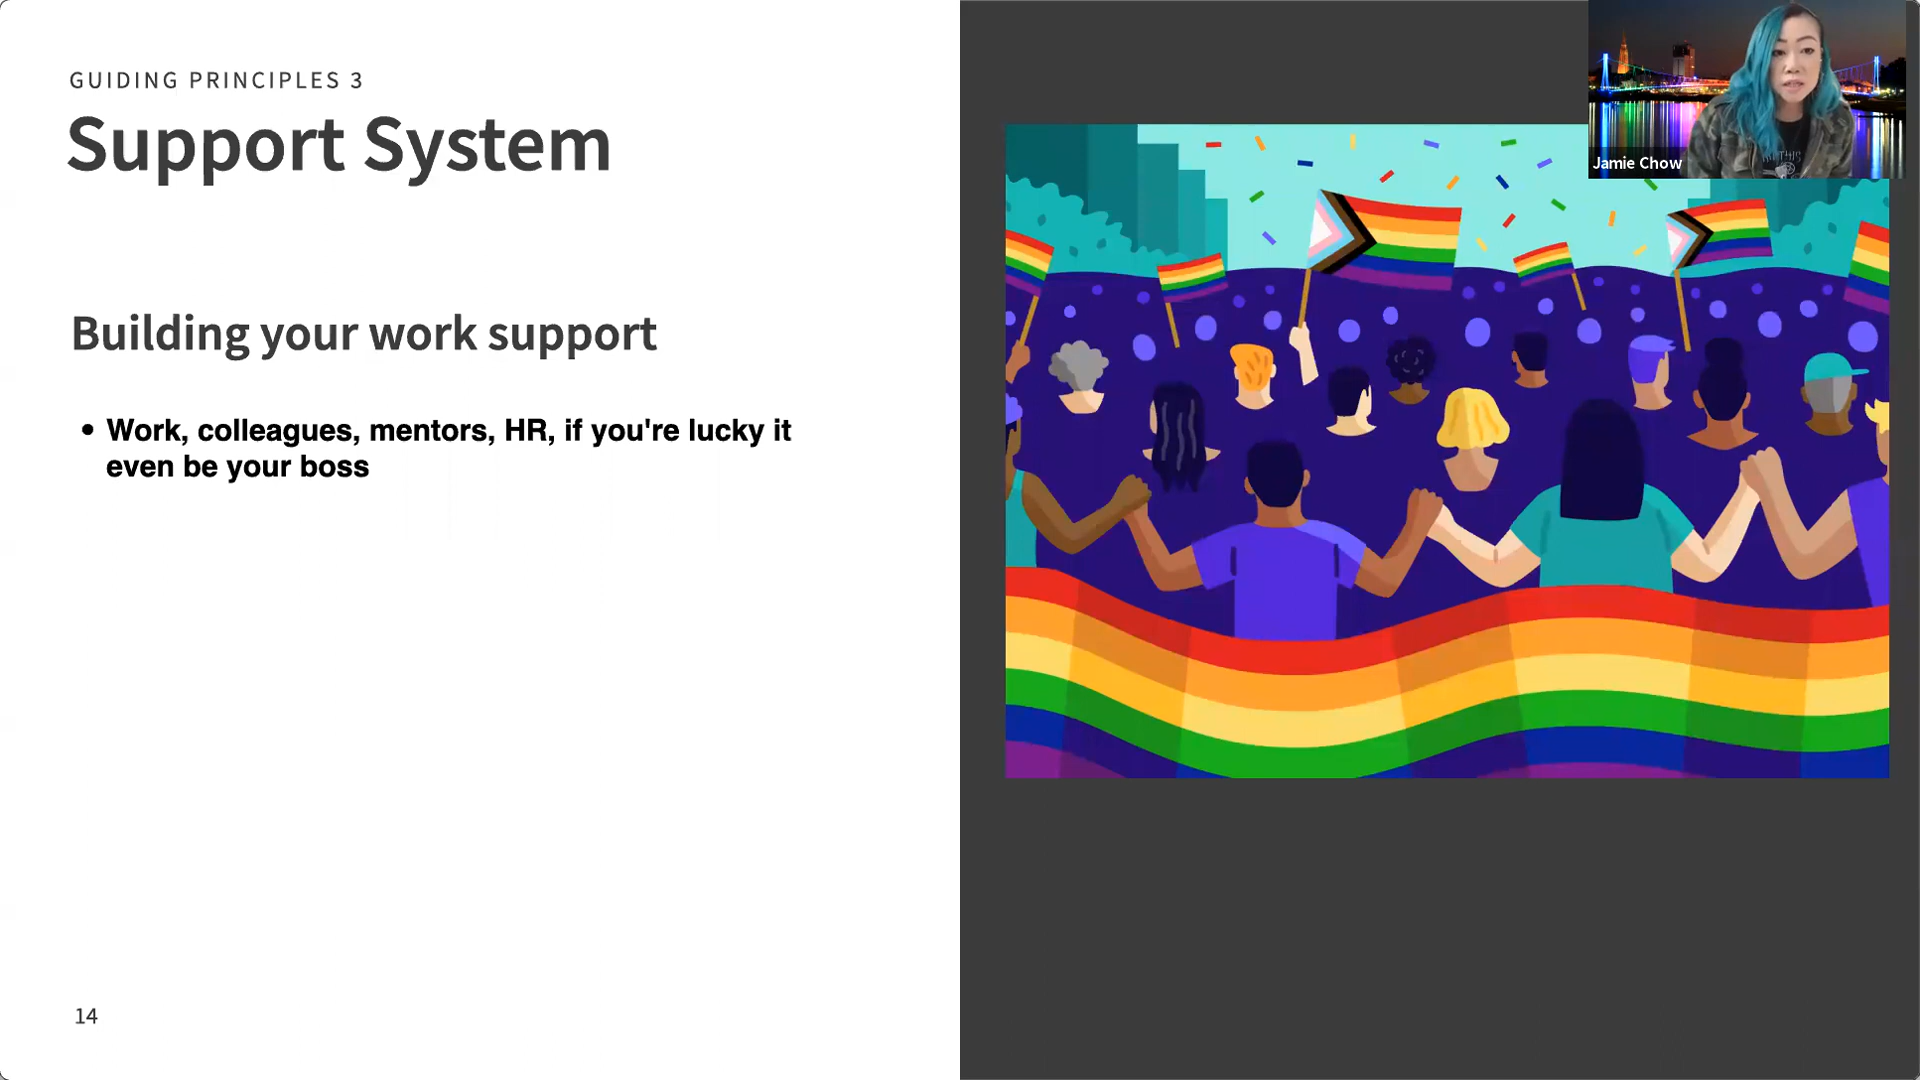 GUIDING PRINCIPLES 3
Support System
Building your work support
• Work, colleagues, mentors, HR, if you're lucky it
even be your boss
14
Jamie Chow